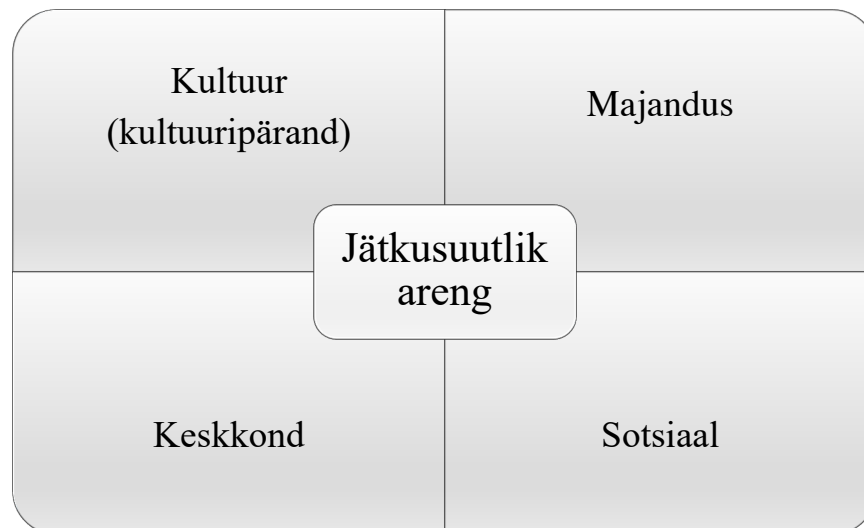 Kultuur
(kultuuripärand)
Majandus
Jätkusuutlik
areng
Keskkond
Sotsiaal